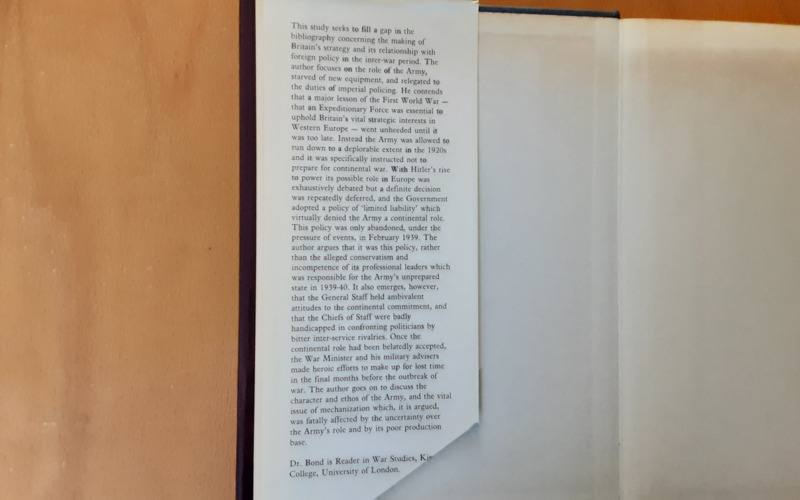 This study seeks to fill a gap in the
bibliography concerning the making of
Britain's strategy and its relationship with
foreign policy in the inter-war period. The
author focuses on the role of the Army,
starved of new equipment, and relegated to
the duties of imperial policing. He contends
that a major lesson of the First World War —
that an Expeditionary Force was essential to
uphold Britain's vital strategic interests in
Western Europe — went unheeded until it
was too late. Instead the Army was allowed to
run down to a deplorable extent in the 1920s
and it was specifically instructed not to
prepare for continental war. With Hitler's rise
to power its possible role in Europe was
exhaustively debated but a definite decision
was repeatedly deferred, and the Government
adopted a policy of 'limited liability' which
virtually denied the Army a continental role.
This policy was only abandoned, under the
pressure of events, in February 1939. The
author argues that it was this policy, rather
than the alleged conservatism and
incompetence of its professional leaders which
was responsible for the Army's unprepared
state in 1939-40. It also emerges, however,
that the General Staff held ambivalent
attitudes to the continental commitment, and
that the Chiefs of Staff were badly
handicapped in confronting politicians by
bitter inter-service rivalries. Once the
continental role had been belatedly accepted,
the War Minister and his military advisers
made heroic efforts to make up for lost time
in the final months before the outbreak of
war. The author goes on to discuss the
character and ethos of the Army, and the vital
issue of mechanization which, it is argued,
was fatally affected by the uncertainty over
the Army's role and by its poor production
base.
Dr. Bond is Reader in War Studies,
College, University of London.